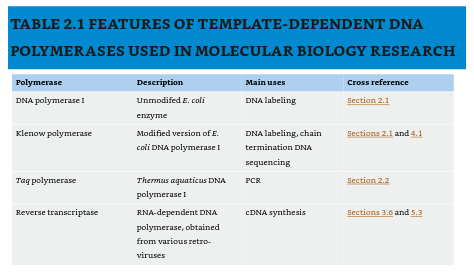 TABLE 2.1 FEATURES OF TEMPLATE-DEPENDENT DNA
POLYMERASES USED IN MOLECULAR BIOLOGY RESEARCH
Polymerase Description Main uses Cross reference
DNA polymerase I Unmodifed E. coli DNA labeling Section 2.1
enzyme
Klenow polymerase Modified version of E. DNA labeling, chain Sections 2.1 and 4.1
coli DNA polymerase I termination DNA
sequencing
Taq polymerase Thermus aquaticus DNA PCR Section 2.2
polymerase I
Reverse transcriptase RNA-dependent DNA cDNA synthesis Sections 3.6 and 5.3
polymerase, obtained
from various retro-
viruses